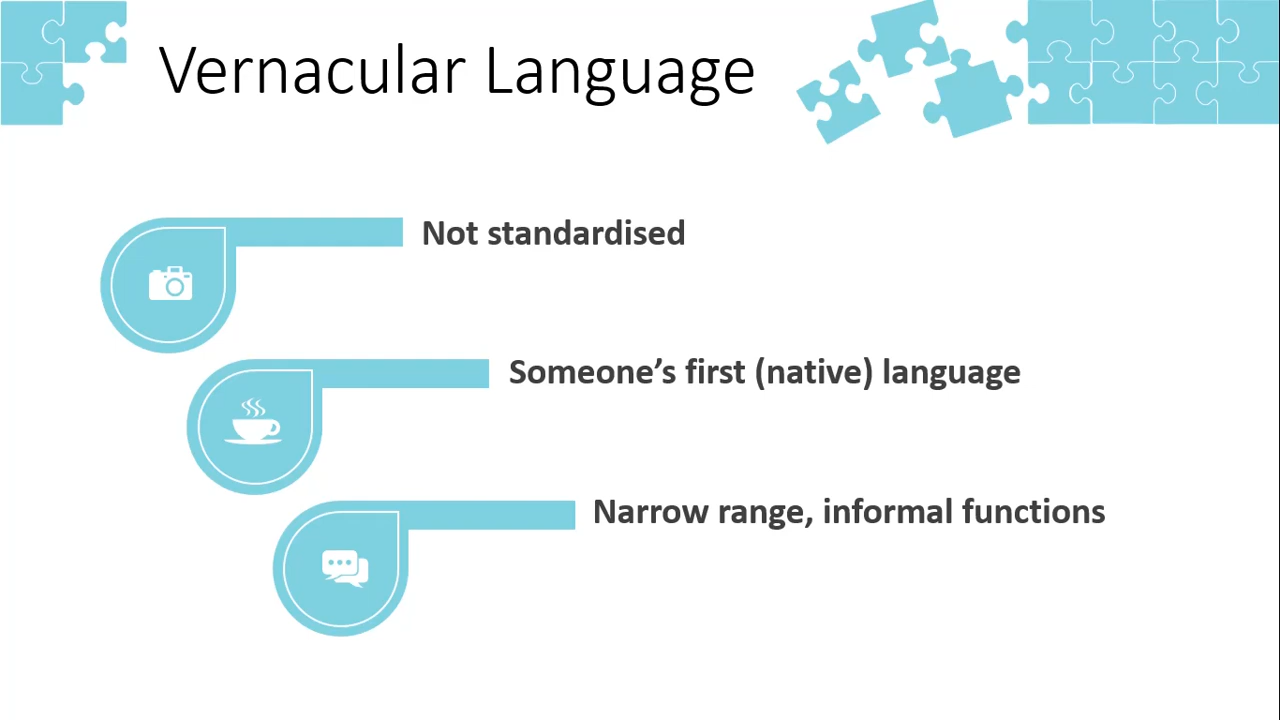 Vernacular Language
Not standardised
Someone’s first (native) language
Narrow range, informal functions